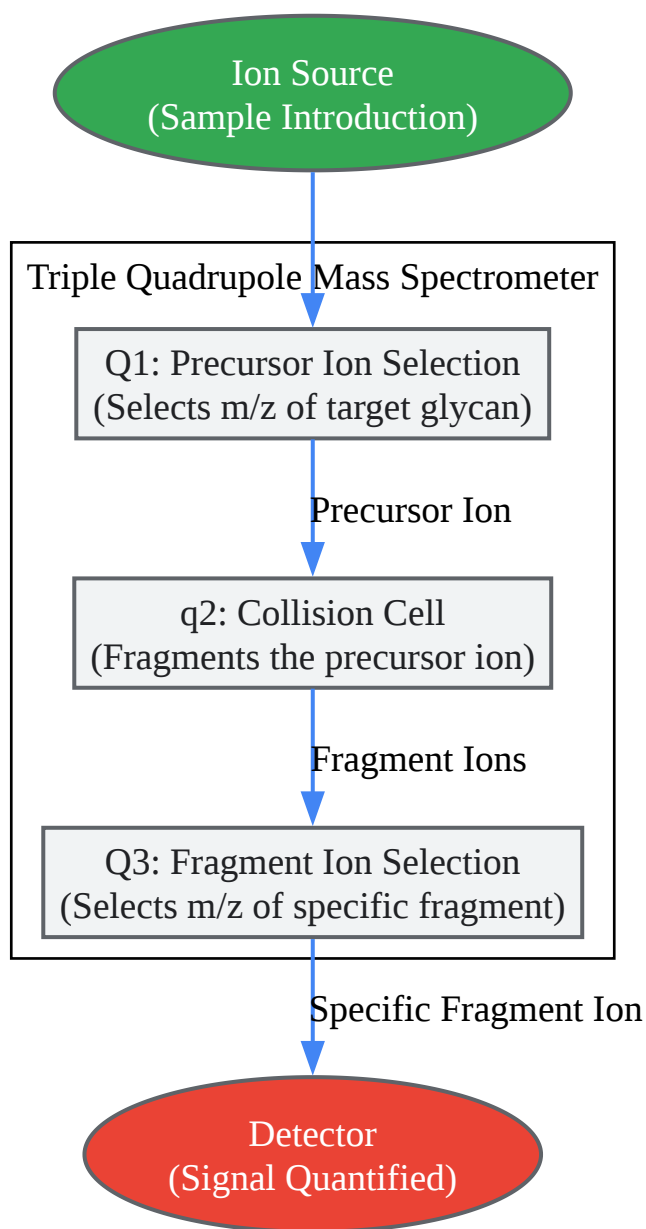 Ion Source
(Sample Introduction)
Triple Quadrupole Mass Spectrometer
Q1: Precursor Ion Selection
(Selects m/z of target glycan)
Precursor Ion
q2: Collision Cell
(Fragments the precursor ion)
Fragment Ions
Q3: Fragment Ion Selection
(Selects m/z of specific fragment)
Specific Fragment Ion
Detector
(Signal Quantified)